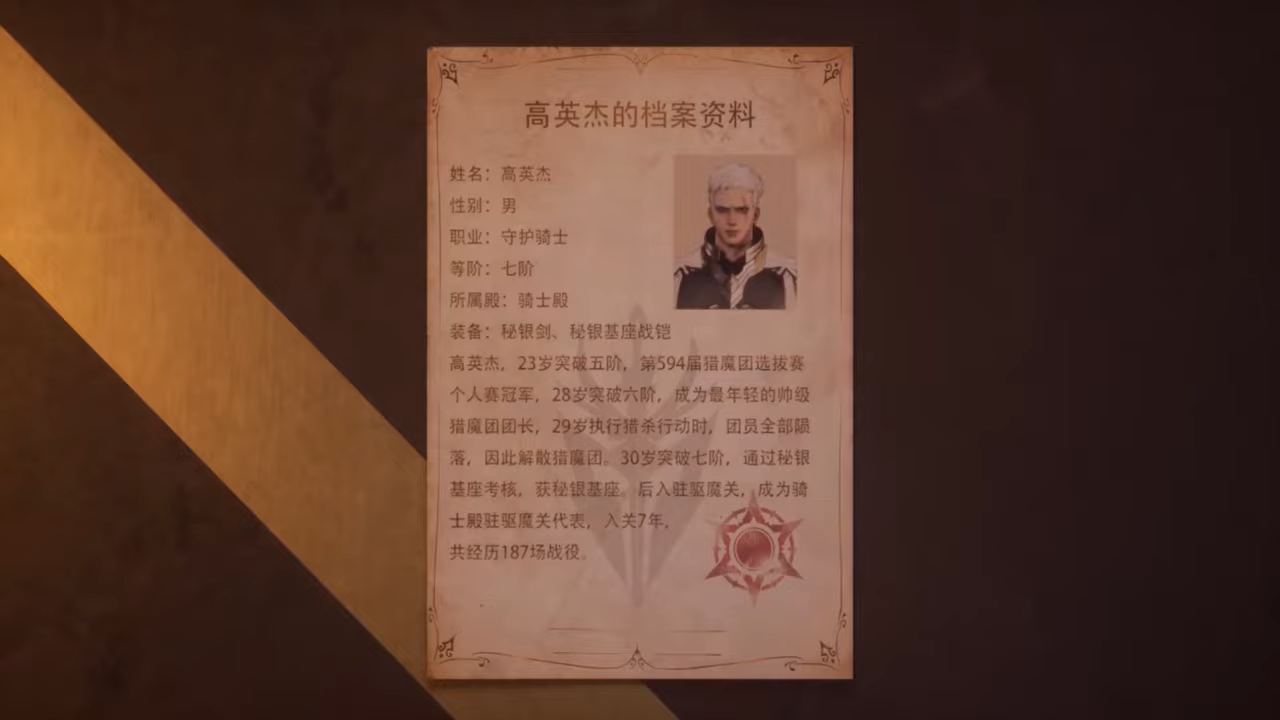 高英杰的档案资料
姓名：高英杰
性别：男
职业：守护骑士
等阶：七阶
所属殿：骑士殿
装备：秘银剑、秘银基座战铠
高英杰，23岁突破五阶，第594届猎魔团选拔赛
个人赛冠军，28岁突破六阶，成为最年轻的帅级
猎魔团团长，29岁执行猎杀行动时，团员全部陨
落，因此解散猎魔团。30岁突破七阶，通过秘银
基座考核，获秘银基座。后入驻驱魔关，成为骑
士殿驻驱魔关代表，入关7年，
共经历187场战役。